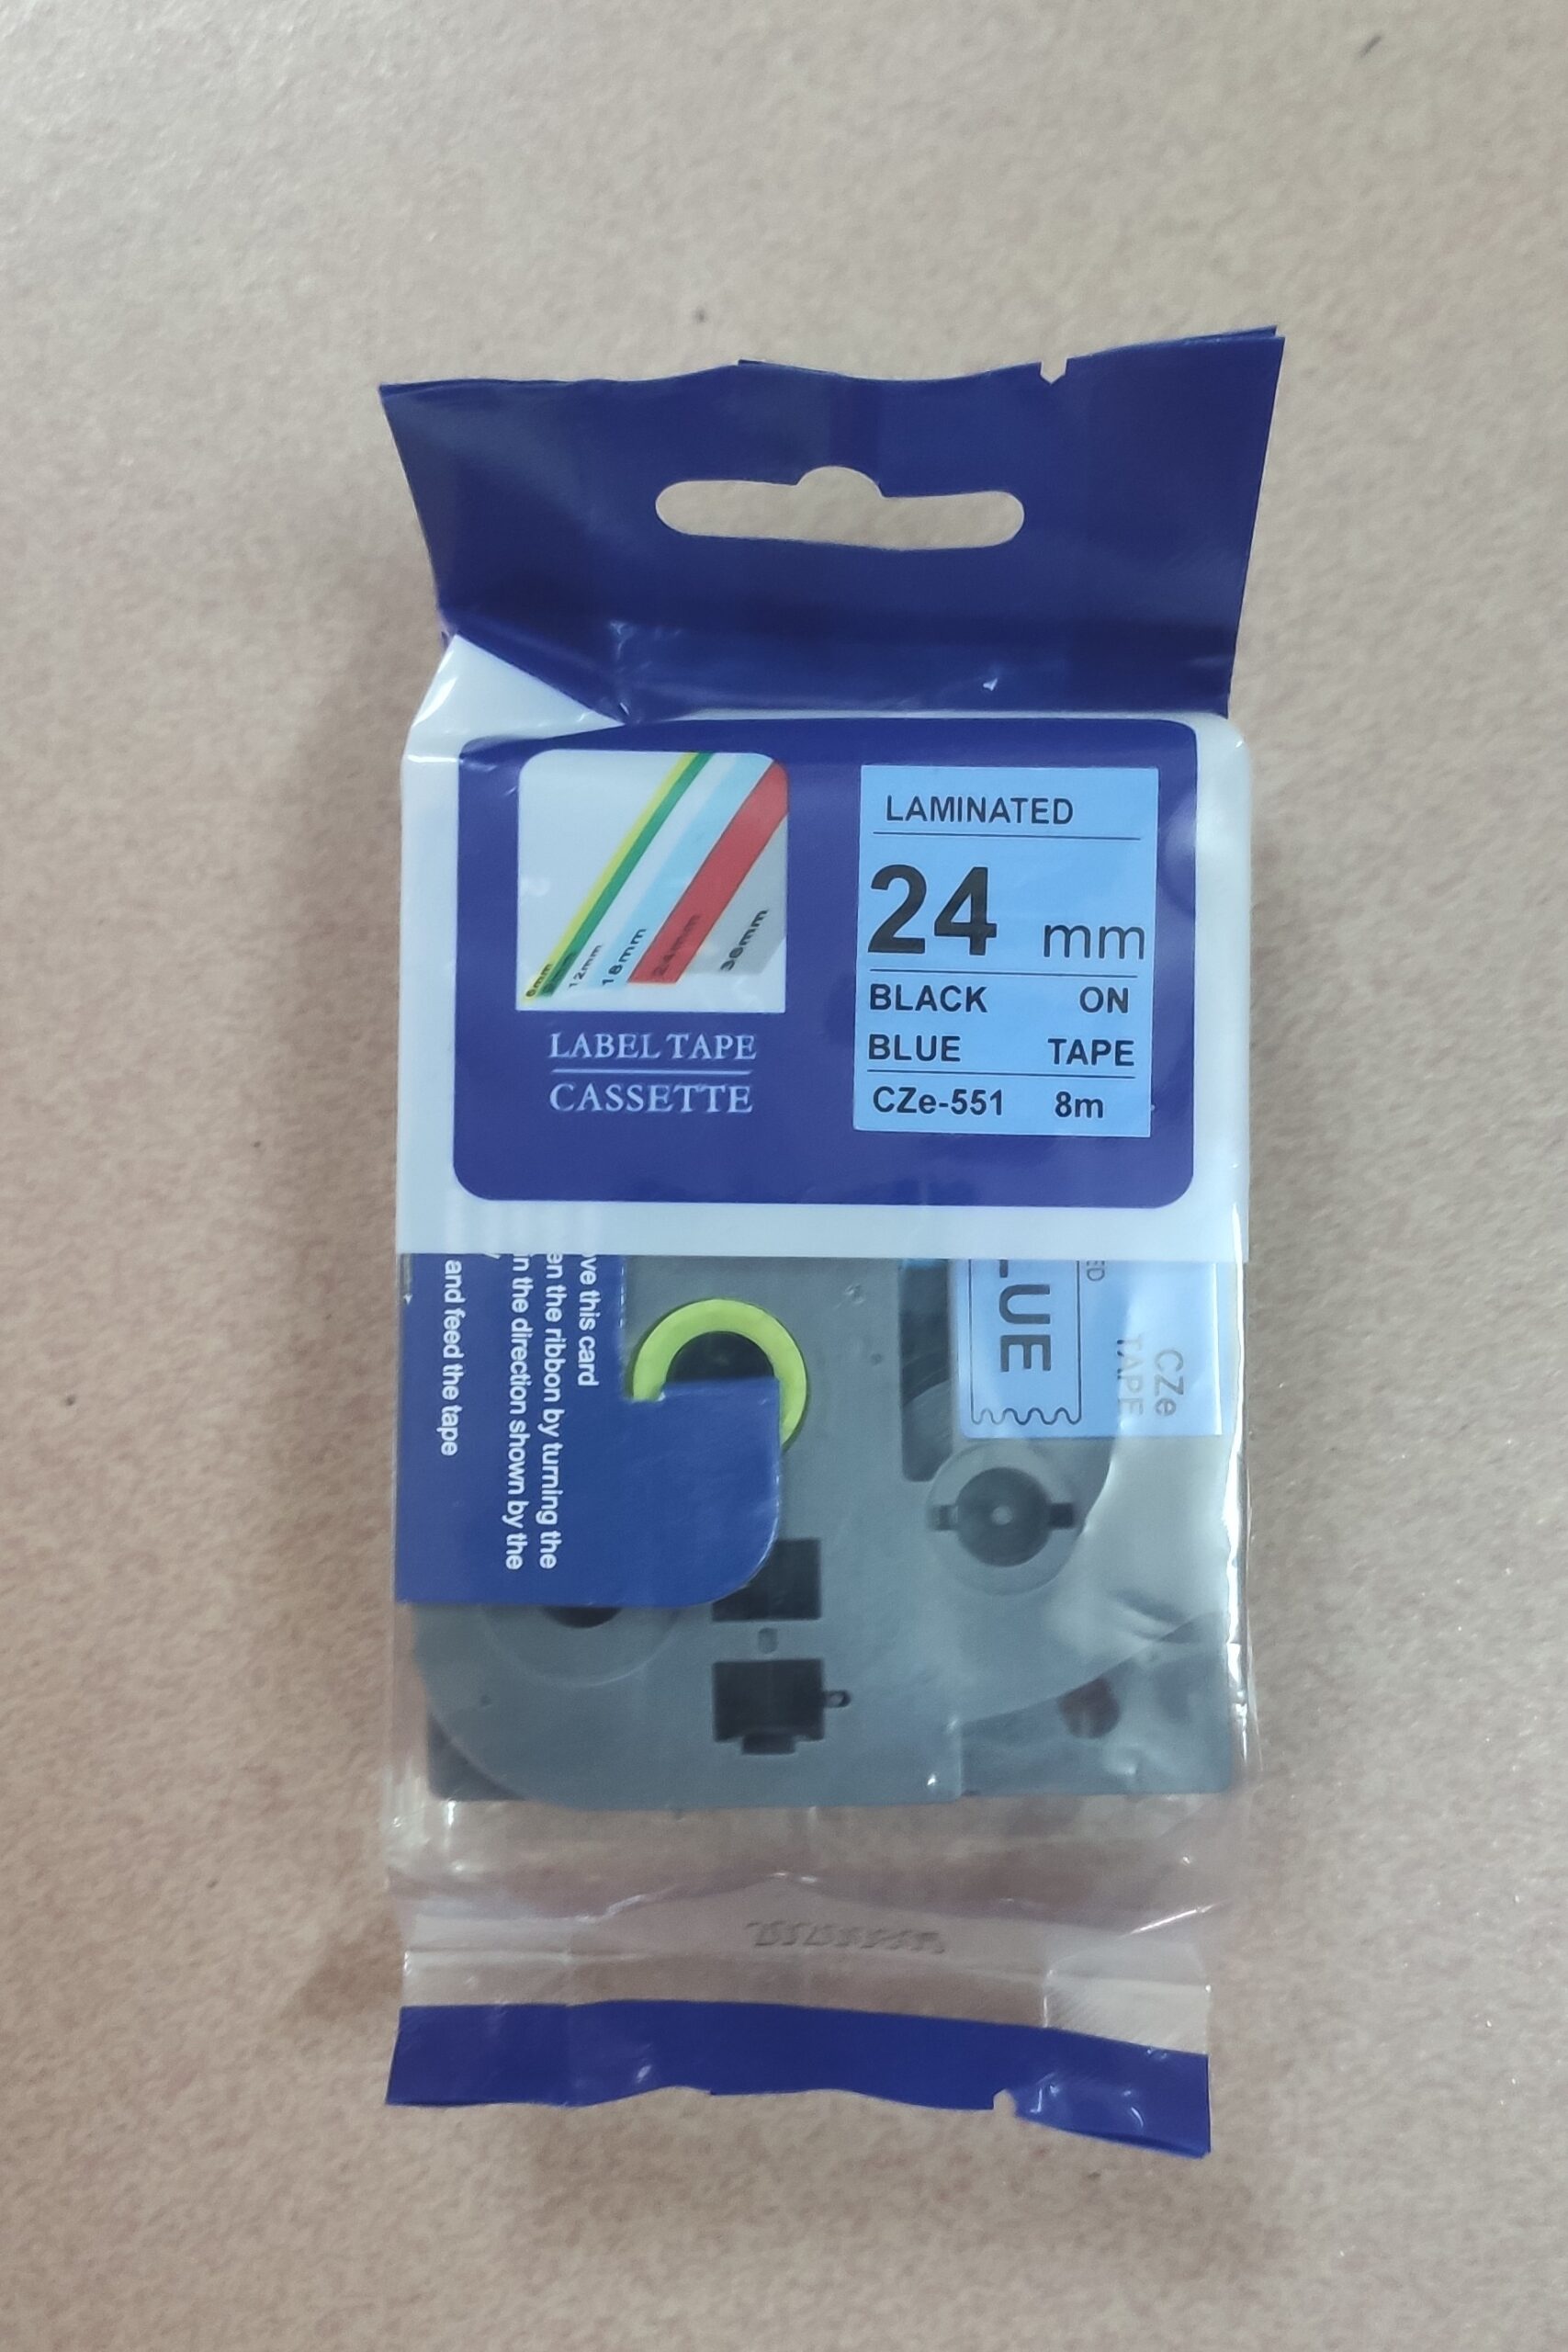 LAMINATED
24 mm
BLACK ON
BLUE TAPE
CZe-551 8m
6mm
12mm
18mm
24mm
36mm
LABEL TAPE
CASSETTE
ve this card
en the ribbon by turning the
in the direction shown by the
and feed the tape
LUE
ED
CZe
TAPE